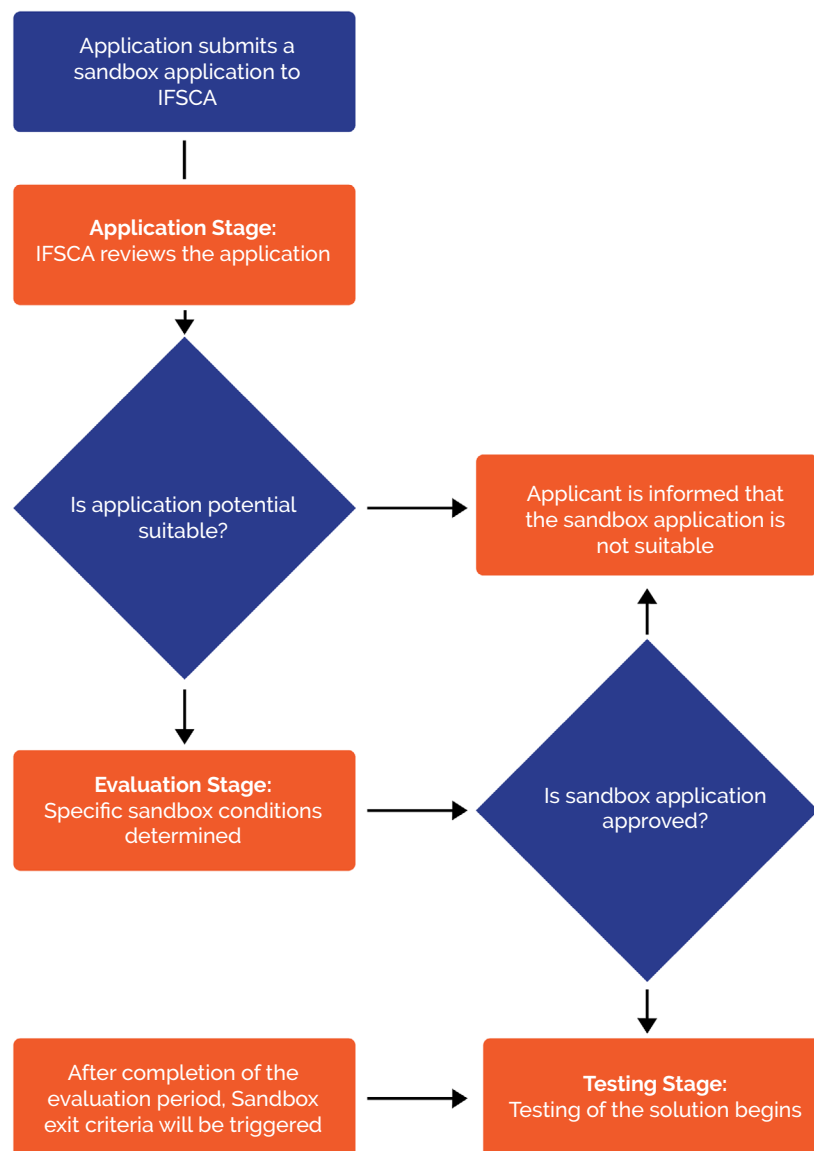 Application submits a
sandbox application to
IFSCA
Application Stage:
IFSCA reviews the application
Is application potential
suitable?
Applicant is informed that
the sandbox application is
not suitable
Evaluation Stage:
Specific sandbox conditions
determined
Is sandbox application
approved?
After completion of the
evaluation period, Sandbox
exit criteria will be triggered
Testing Stage:
Testing of the solution begins